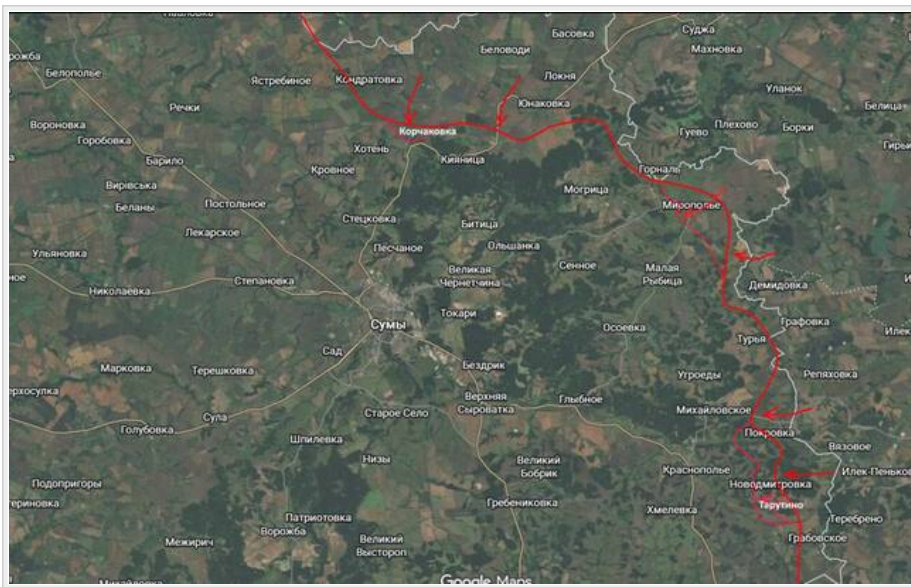 Басовка
Суджа
Махновка
Беловоди
Белополье
Ястребиное
Кондратовка
Локня
Уланок
Речки
Юнаковка
Белица
Вороновка
Корчаковка
Гуево
Плехово
Борки
Горобовка
Хотень
Кияница
Барило
Кровное
Горналь
Вирівська
Могрица
Беланы
Постольное
Мирополье
Стецковка
Битица
Лекарское
Песчаное
Ольшанка
Ульяновка
Великая
Чернетчина
Сенное
Малая
Рыбица
Николаевка
Степановка
Демидовка
Токари
Сумы
Осоевка
Графовка
Турья
Сад
Бездрик
Марковка
Терешковка
Угроеды
Репяховка
Верхняя
Сыроватка
Глыбное
Старое Село
Михайловское
Сула
Голубовка
Покровка
Шпилевка
Вязовое
Низы
Великий
Бобрик
Краснополье
Илек-Пеньков
Подопригоры
Новодмитровка
Гребениковка
Тарутино
Хмелевка
Патриотовка
Теребрено
Ворожба
Великий
Выстороп
Межирич
Грабовское
Google Maps